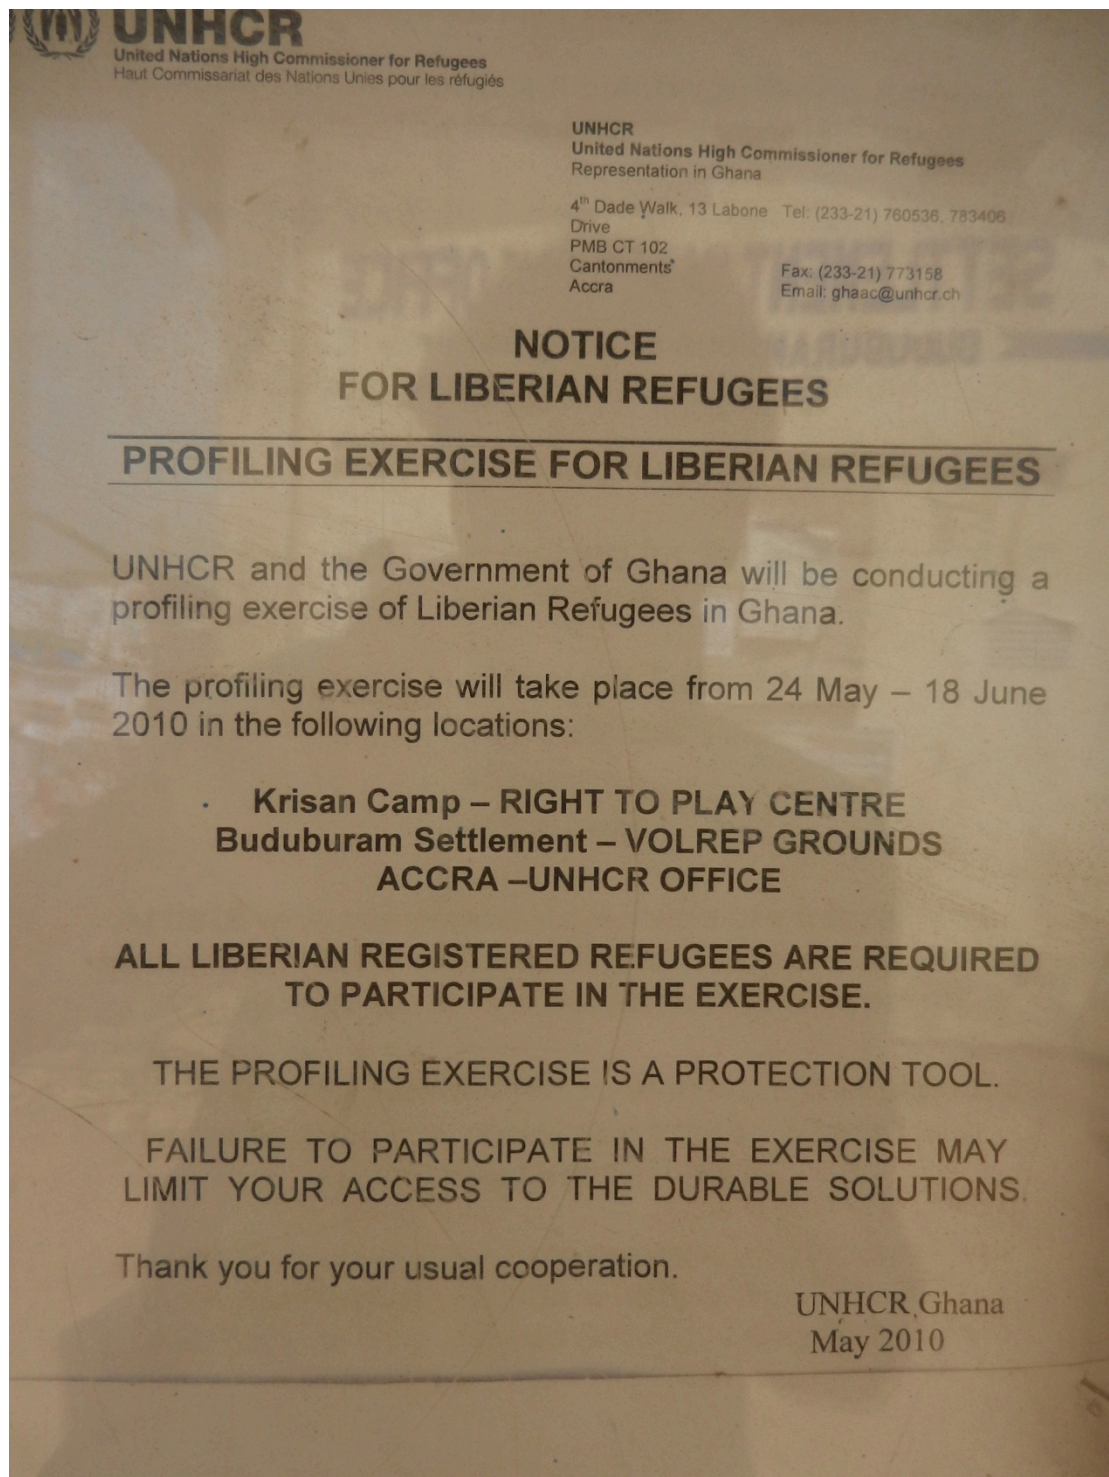 UNHCR
United Nations High Commissioner for Refugees
Haut Commissariat des Nations Unies pour les réfugiés
UNHCR
United Nations High Commissioner for Refugees
Representation in Ghana
4th Dade Walk, 13 Labone Tel: (233-21) 760536, 783406
Drive
PMB CT 102
Cantonments Fax: (233-21) 773158
Accra Email: ghaac@unhcr.ch
NOTICE
FOR LIBERIAN REFUGEES
PROFILING EXERCISE FOR LIBERIAN REFUGEES
UNHCR and the Government of Ghana will be conducting a
profiling exercise of Liberian Refugees in Ghana.
The profiling exercise will take place from 24 May – 18 June
2010 in the following locations:
Krisan Camp – RIGHT TO PLAY CENTRE
Buduburam Settlement – VOLREP GROUNDS
ACCRA –UNHCR OFFICE
ALL LIBERIAN REGISTERED REFUGEES ARE REQUIRED
TO PARTICIPATE IN THE EXERCISE.
THE PROFILING EXERCISE IS A PROTECTION TOOL.
FAILURE TO PARTICIPATE IN THE EXERCISE MAY
LIMIT YOUR ACCESS TO THE DURABLE SOLUTIONS.
Thank you for your usual cooperation.
UNHCR Ghana
May 2010